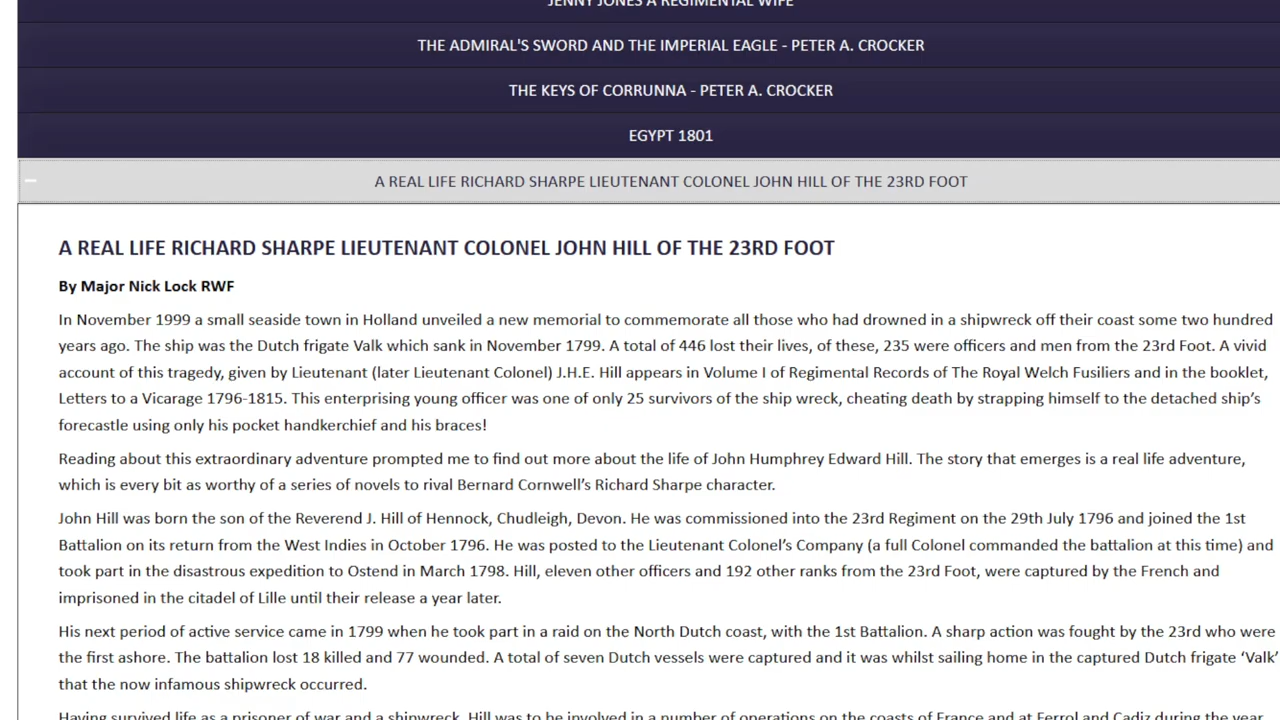 JENNY JONES A REGIMENTAL WIFE
THE ADMIRAL'S SWORD AND THE IMPERIAL EAGLE - PETER A. CROCKER
THE KEYS OF CORRUNNA - PETER A. CROCKER
EGYPT 1801
A REAL LIFE RICHARD SHARPE LIEUTENANT COLONEL JOHN HILL OF THE 23RD FOOT
A REAL LIFE RICHARD SHARPE LIEUTENANT COLONEL JOHN HILL OF THE 23RD FOOT
By Major Nick Lock RWF
In November 1999 a small seaside town in Holland unveiled a new memorial to commemorate all those who had drowned in a shipwreck off their coast some two hundred
years ago. The ship was the Dutch frigate Valk which sank in November 1799. A total of 446 lost their lives, of these, 235 were officers and men from the 23rd Foot. A vivid
account of this tragedy, given by Lieutenant (later Lieutenant Colonel) J.H.E. Hill appears in Volume I of Regimental Records of The Royal Welch Fusiliers and in the booklet,
Letters to a Vicarage 1796-1815. This enterprising young officer was one of only 25 survivors of the ship wreck, cheating death by strapping himself to the detached ship’s
forecastle using only his pocket handkerchief and his braces!
Reading about this extraordinary adventure prompted me to find out more about the life of John Humphrey Edward Hill. The story that emerges is a real life adventure,
which is every bit as worthy of a series of novels to rival Bernard Cornwell’s Richard Sharpe character.
John Hill was born the son of the Reverend J. Hill of Hennock, Chudleigh, Devon. He was commissioned into the 23rd Regiment on the 29th July 1796 and joined the 1st
Battalion on its return from the West Indies in October 1796. He was posted to the Lieutenant Colonel’s Company (a full Colonel commanded the battalion at this time) and
took part in the disastrous expedition to Ostend in March 1798. Hill, eleven other officers and 192 other ranks from the 23rd Foot, were captured by the French and
imprisoned in the citadel of Lille until their release a year later.
His next period of active service came in 1799 when he took part in a raid on the North Dutch coast, with the 1st Battalion. A sharp action was fought by the 23rd who were
the first ashore. The battalion lost 18 killed and 77 wounded. A total of seven Dutch vessels were captured and it was whilst sailing home in the captured Dutch frigate ‘Valk’
that the now infamous shipwreck occurred.
Having survived life as a prisoner of war and a shipwreck, Hill was to be involved in a number of operations on the coasts of France and at Ferrol and Cadiz during the year